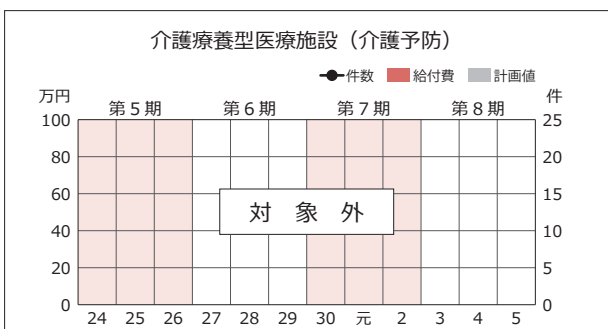 介護療養型医療施設（介護予防）
件数 給付費 計画値
万円 第5期 第6期 第7期 第8期 件
100 25
80 20
60 15
対象外
40 10
20 5
0 0
24 25 26 27 28 29 30 元 2 3 4 5